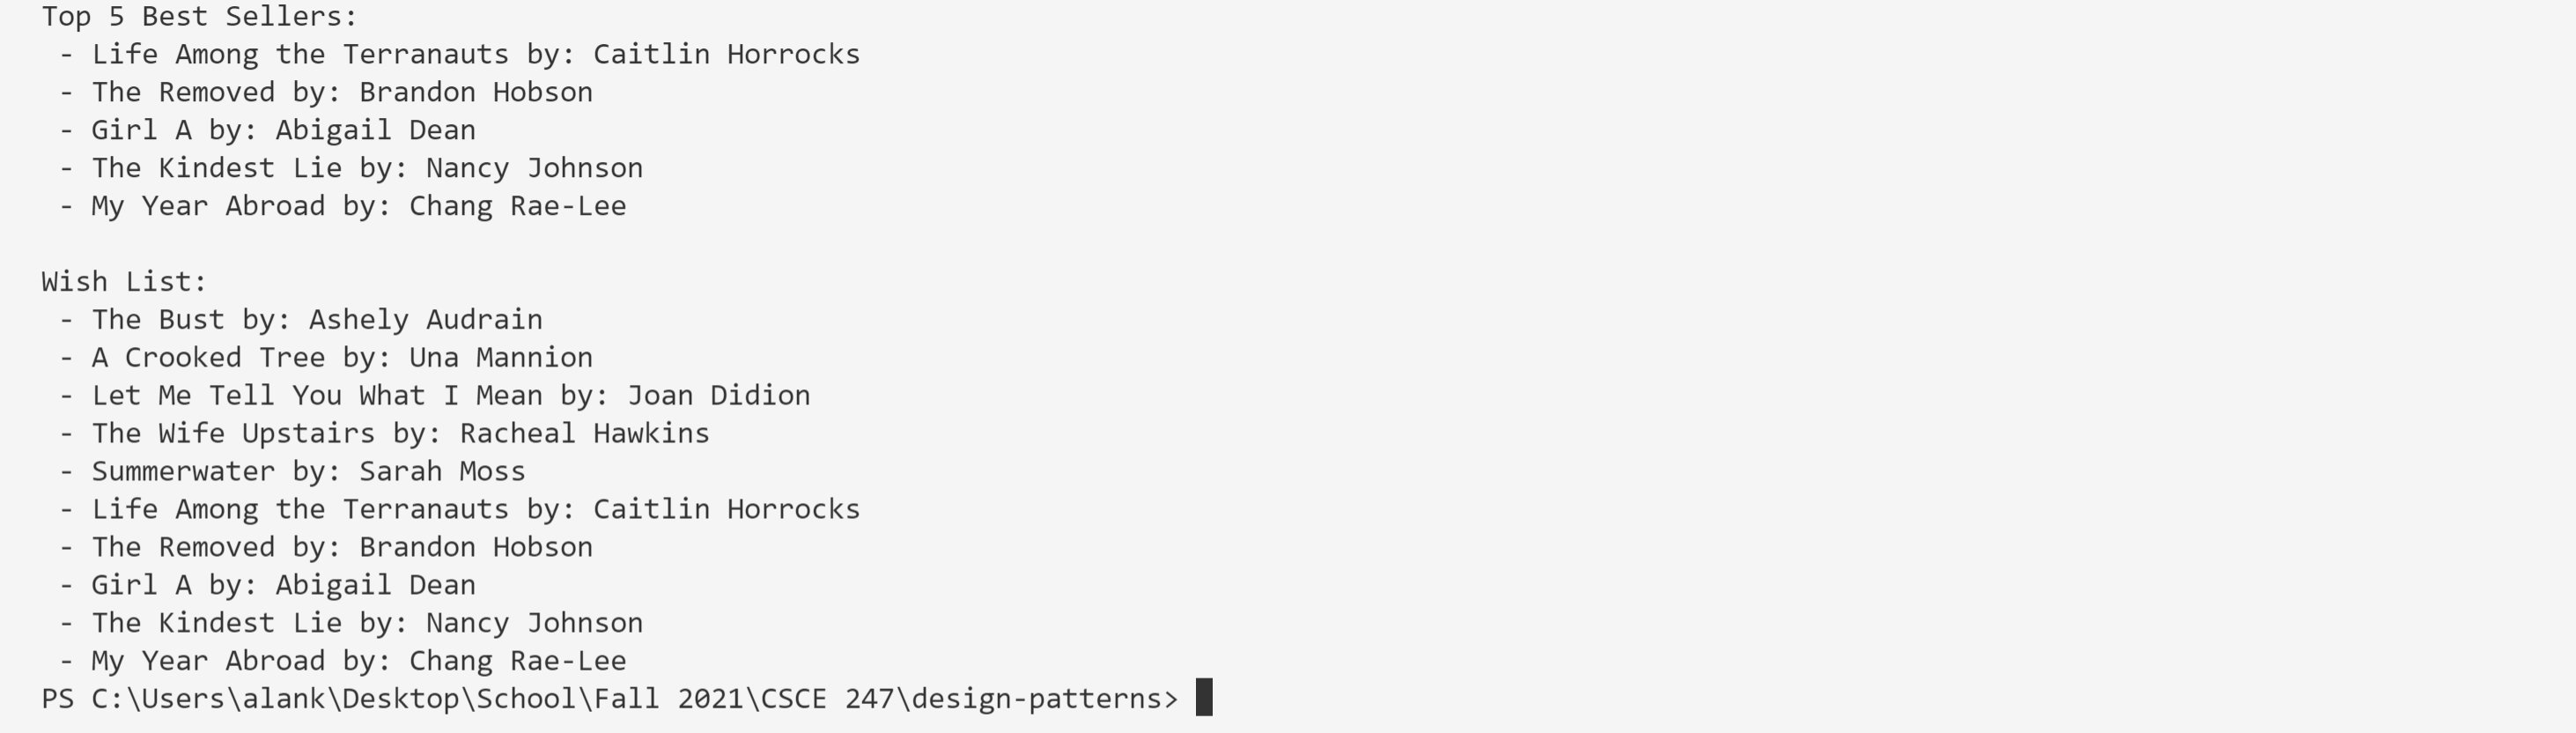 Top 5 Best Sellers:
 - Life Among the Terranauts by: Caitlin Horrocks
 - The Removed by: Brandon Hobson
 - Girl A by: Abigail Dean
 - The Kindest Lie by: Nancy Johnson
 - My Year Abroad by: Chang Rae-Lee

Wish List:
 - The Bust by: Ashely Audrain
 - A Crooked Tree by: Una Mannion
 - Let Me Tell You What I Mean by: Joan Didion
 - The Wife Upstairs by: Racheal Hawkins
 - Summerwater by: Sarah Moss
 - Life Among the Terranauts by: Caitlin Horrocks
 - The Removed by: Brandon Hobson
 - Girl A by: Abigail Dean
 - The Kindest Lie by: Nancy Johnson
 - My Year Abroad by: Chang Rae-Lee
PS C:\Users\alank\Desktop\School\Fall 2021\CSCE 247\design-patterns>